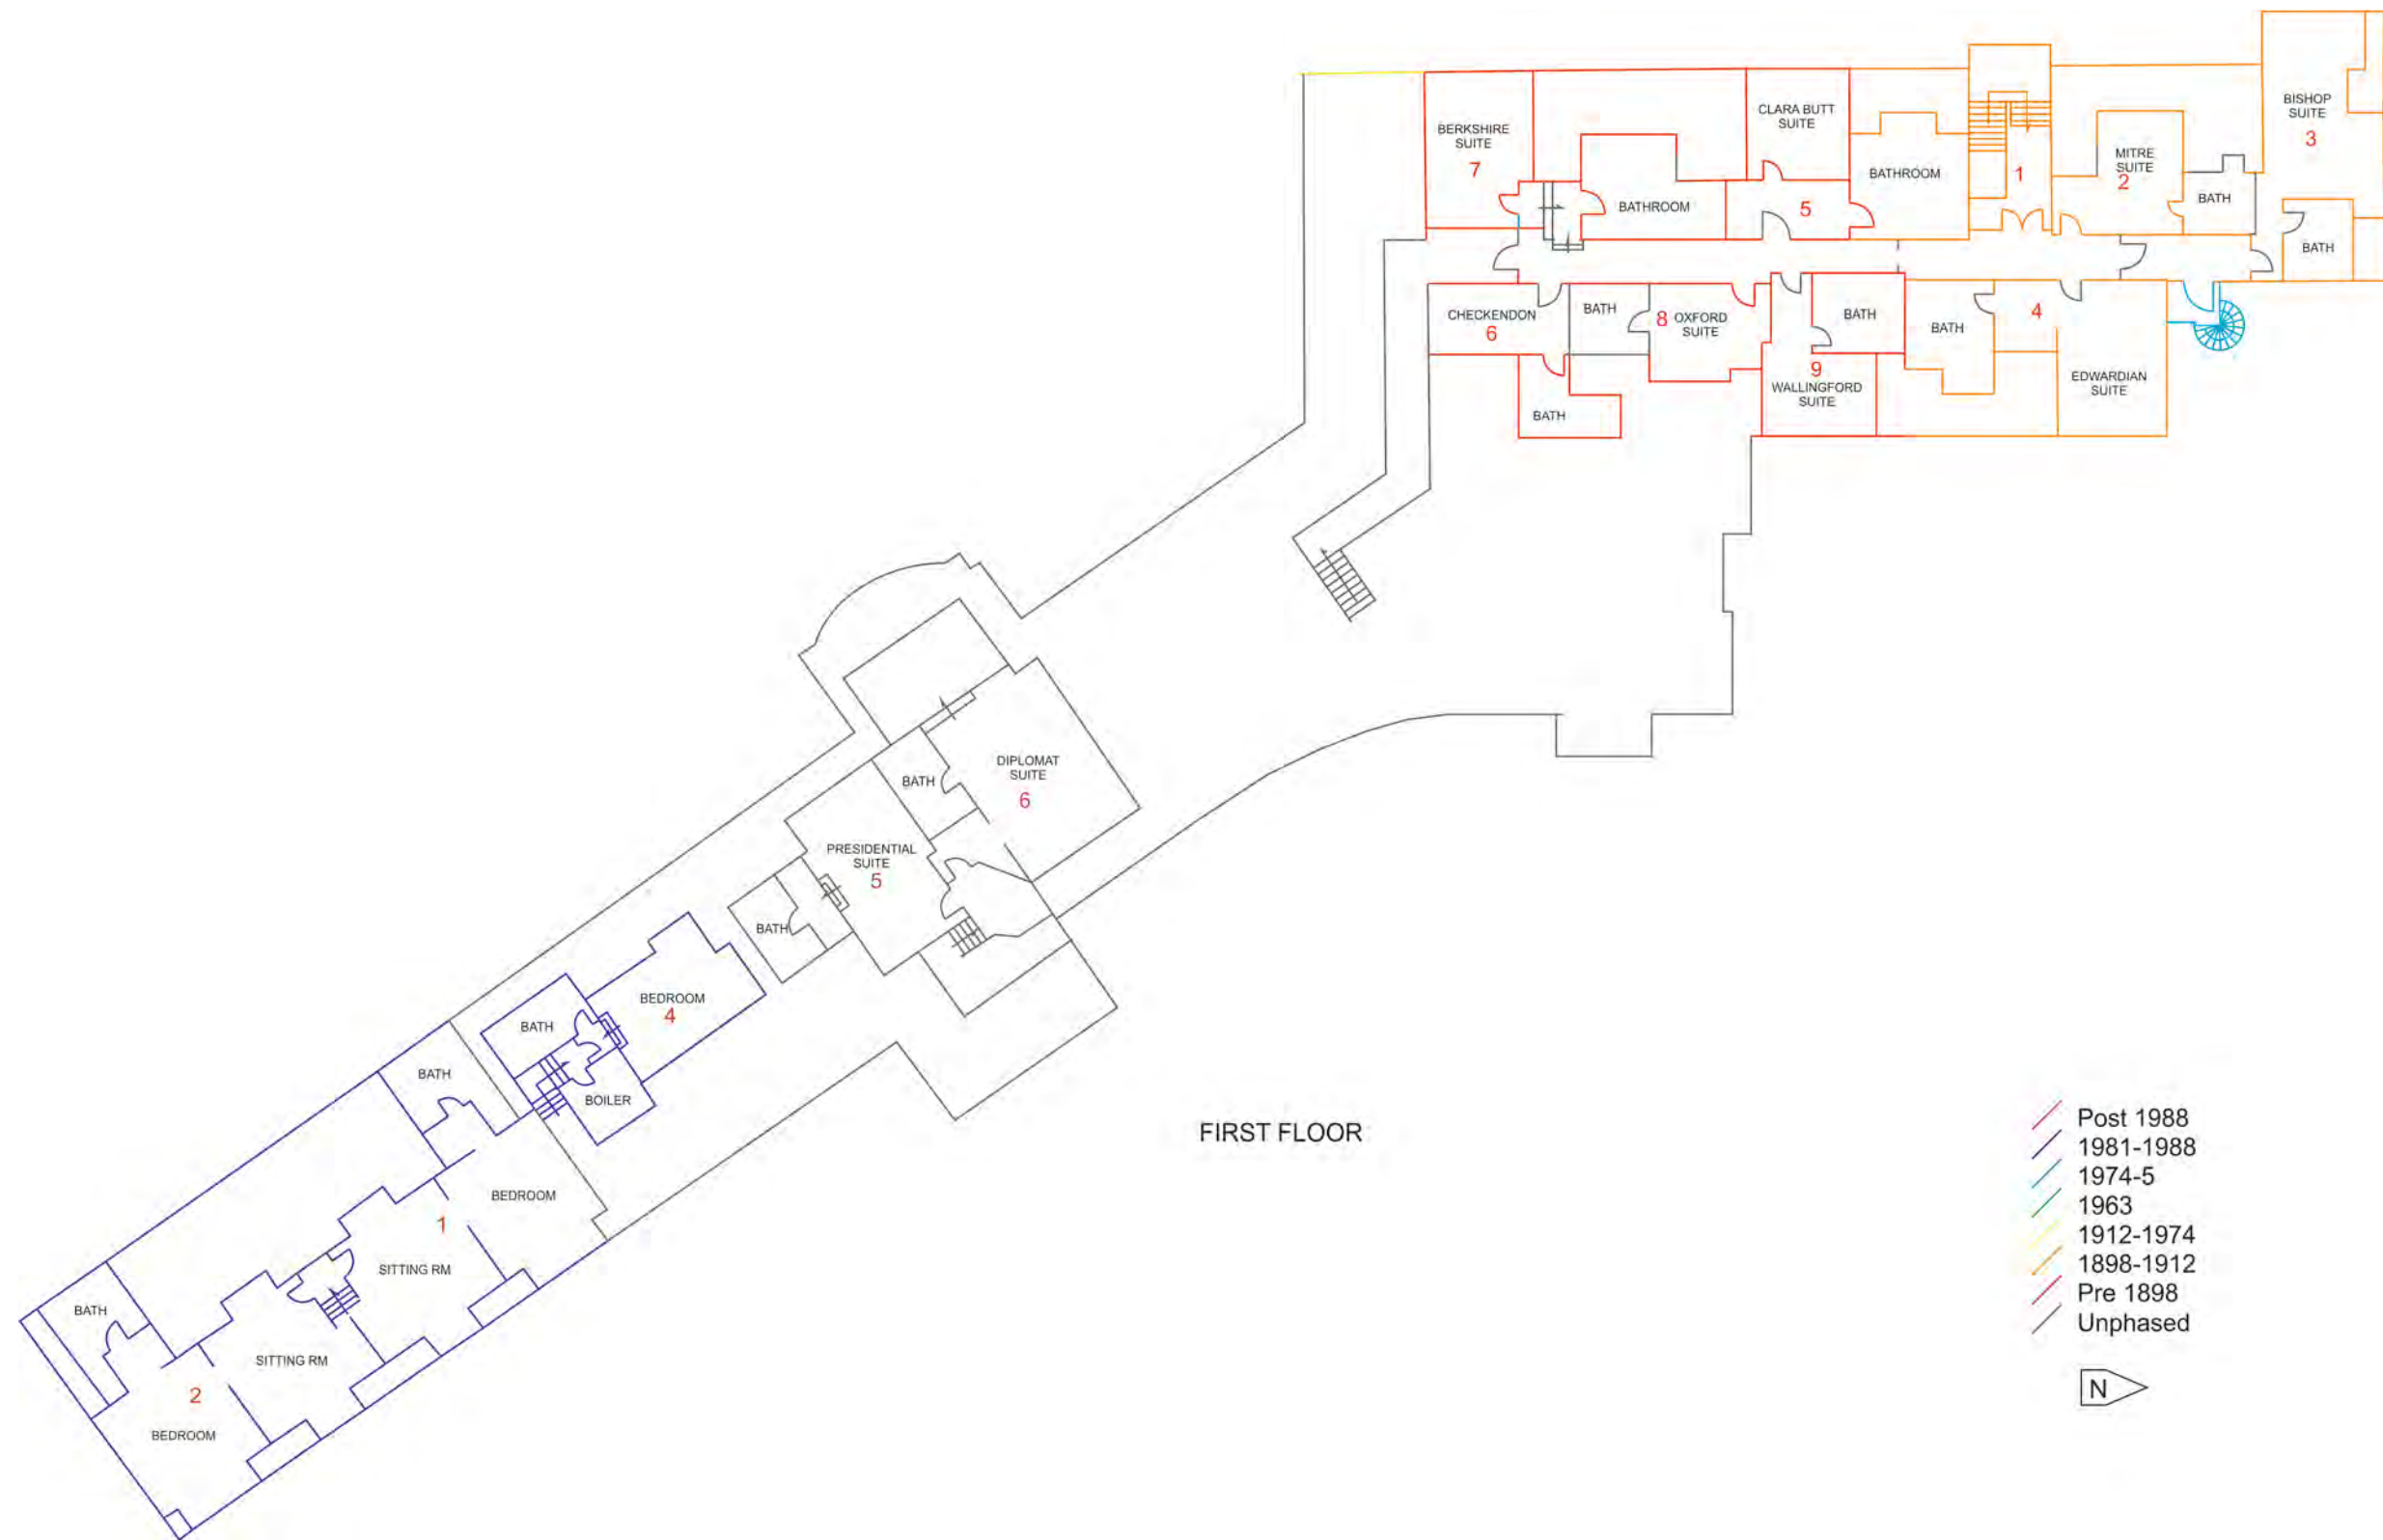 BERKSHIRE
SUITE
7
BATHROOM
CLARA BUTT
SUITE
5
BATHROOM
1
MITRE
SUITE
2
BATH
BISHOP
SUITE
3
BATH
CHECKENDON
6
BATH
BATH
8 OXFORD
SUITE
BATH
9
WALLINGFORD
SUITE
BATH
4
EDWARDIAN
SUITE
DIPLOMAT
SUITE
6
BATH
PRESIDENTIAL
SUITE
5
BATH
BEDROOM
4
BATH
BOILER
BATH
BEDROOM
1
SITTING RM
BATH
SITTING RM
2
BEDROOM
FIRST FLOOR
Post 1988
1981-1988
1974-5
1963
1912-1974
1898-1912
Pre 1898
Unphased
N